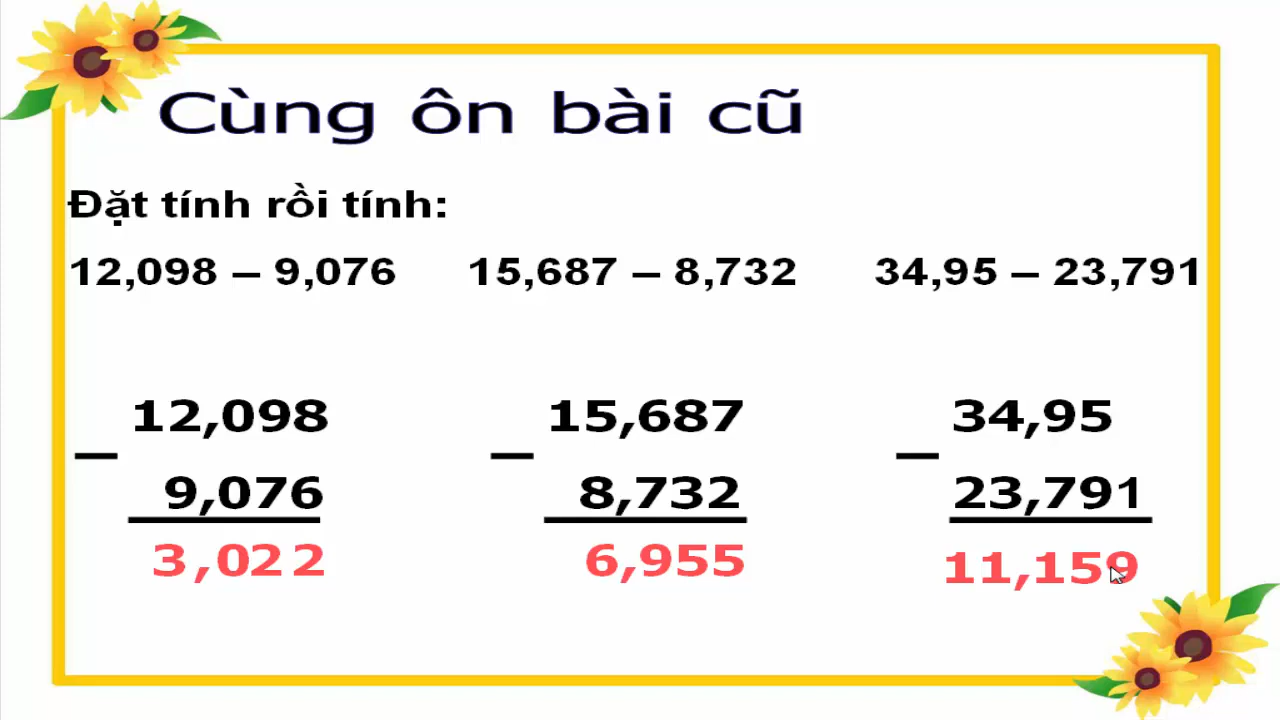 Cùng ôn bài cũ
Đặt tính rồi tính:
12,098 – 9,076 15,687 – 8,732 34,95 – 23,791
12,098 15,687 34,95
– – –
9,076 8,732 23,791
3,022 6,955 11,159